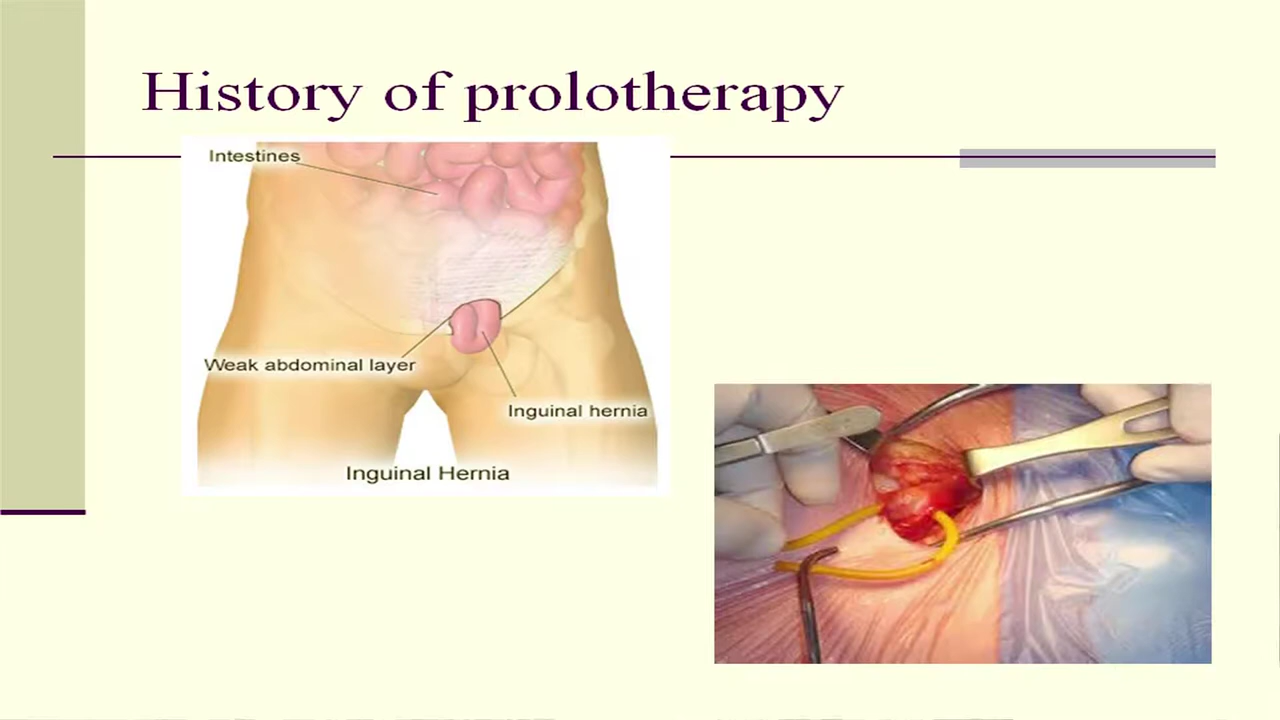 History of prolotherapy
Intestines
Weak abdominal layer
Inguinal hernia
Inguinal Hernia